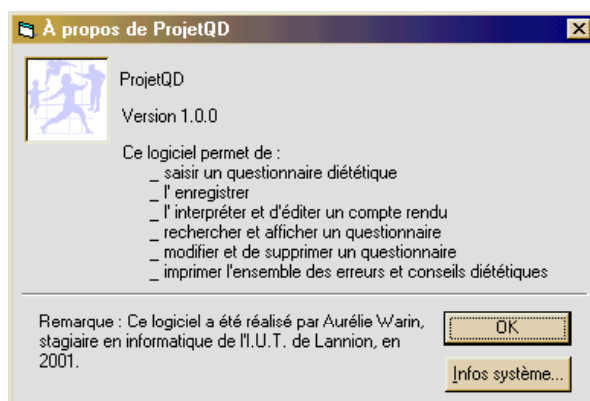 À propos de ProjetQD
ProjetQD
Version 1.0.0
Ce logiciel permet de :
_ saisir un questionnaire diététique
_ l' enregistrer
_ l' interpréter et d'éditer un compte rendu
_ rechercher et afficher un questionnaire
_ modifier et de supprimer un questionnaire
_ imprimer l'ensemble des erreurs et conseils diététiques
Remarque : Ce logiciel a été réalisé par Aurélie Warin,
stagiaire en informatique de l'I.U.T. de Lannion, en
2001.
OK
Infos système...